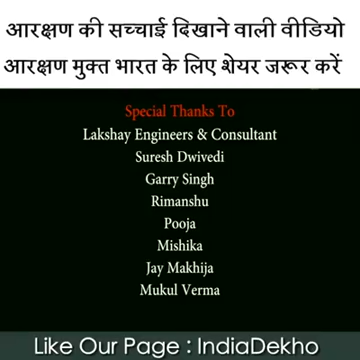 आरक्षण की सच्चाई दिखाने वाली वीडियो
आरक्षण मुक्त भारत के लिए शेयर जरूर करें
Special Thanks To
Lakshay Engineers & Consultant
Suresh Dwivedi
Garry Singh
Rimanshu
Pooja
Mishika
Jay Makhija
Mukul Verma
Like Our Page : IndiaDekho